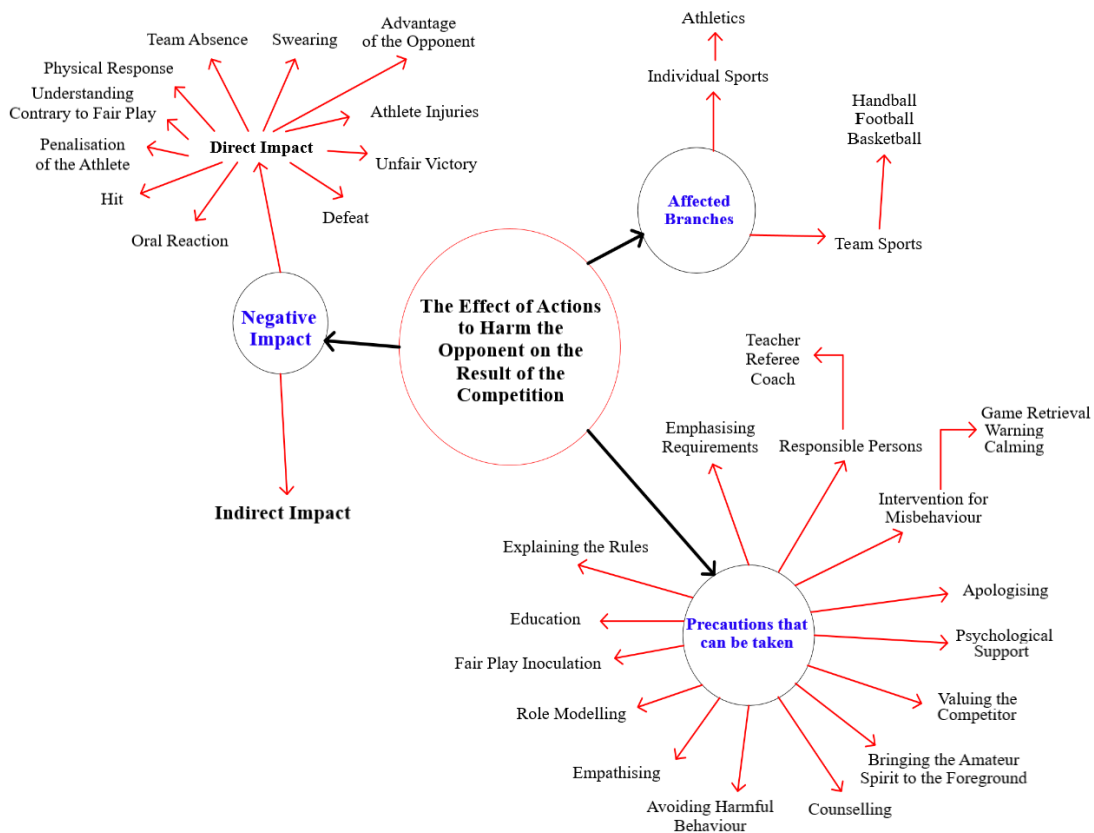 Athletics
Advantage
of the Opponent
Team Absence
Swearing
Physical Response
Individual Sports
Understanding
Contrary to Fair Play
Athlete Injuries
Handball
Football
Basketball
Penalisation
of the Athlete
Direct Impact
Unfair Victory
Hit
Defeat
Oral Reaction
Affected
Branches
Team Sports
Negative
Impact
The Effect of Actions
to Harm the
Opponent on the
Result of the
Competition
Indirect Impact
Teacher
Referee
Coach
Emphasising
Requirements
Responsible Persons
Game Retrieval
Warning
Calming
Intervention for
Misbehaviour
Explaining the Rules
Education
Fair Play Inoculation
Role Modelling
Empathising
Avoiding Harmful
Behaviour
Precautions that
can be taken
Apologising
Psychological
Support
Valuing the
Competitor
Bringing the Amateur
Spirit to the Foreground
Counselling